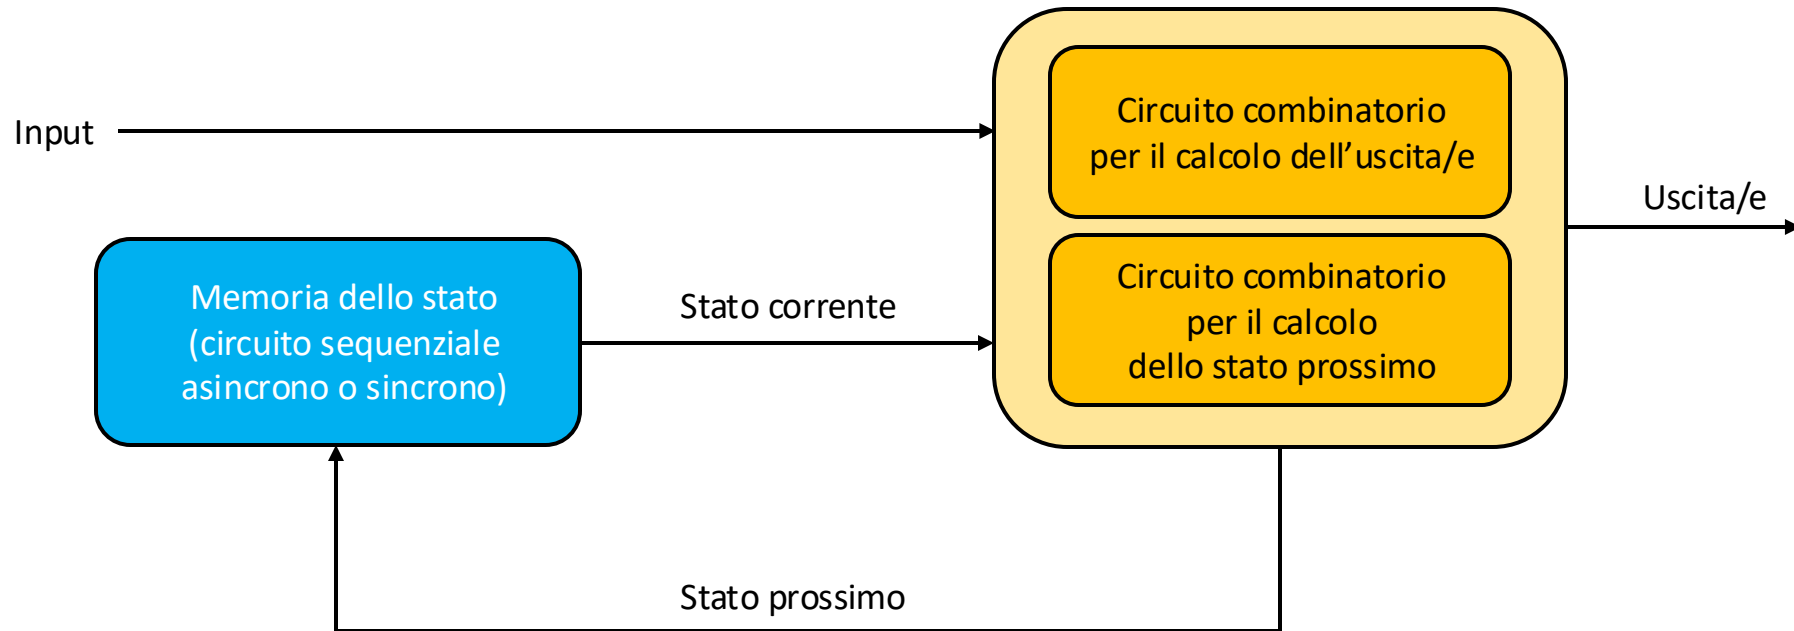 Input
Circuito combinatorio
per il calcolo dell’uscita/e
Uscita/e
Memoria dello stato
(circuito sequenziale
asincrono o sincrono)
Stato corrente
Circuito combinatorio
per il calcolo
dello stato prossimo
Stato prossimo